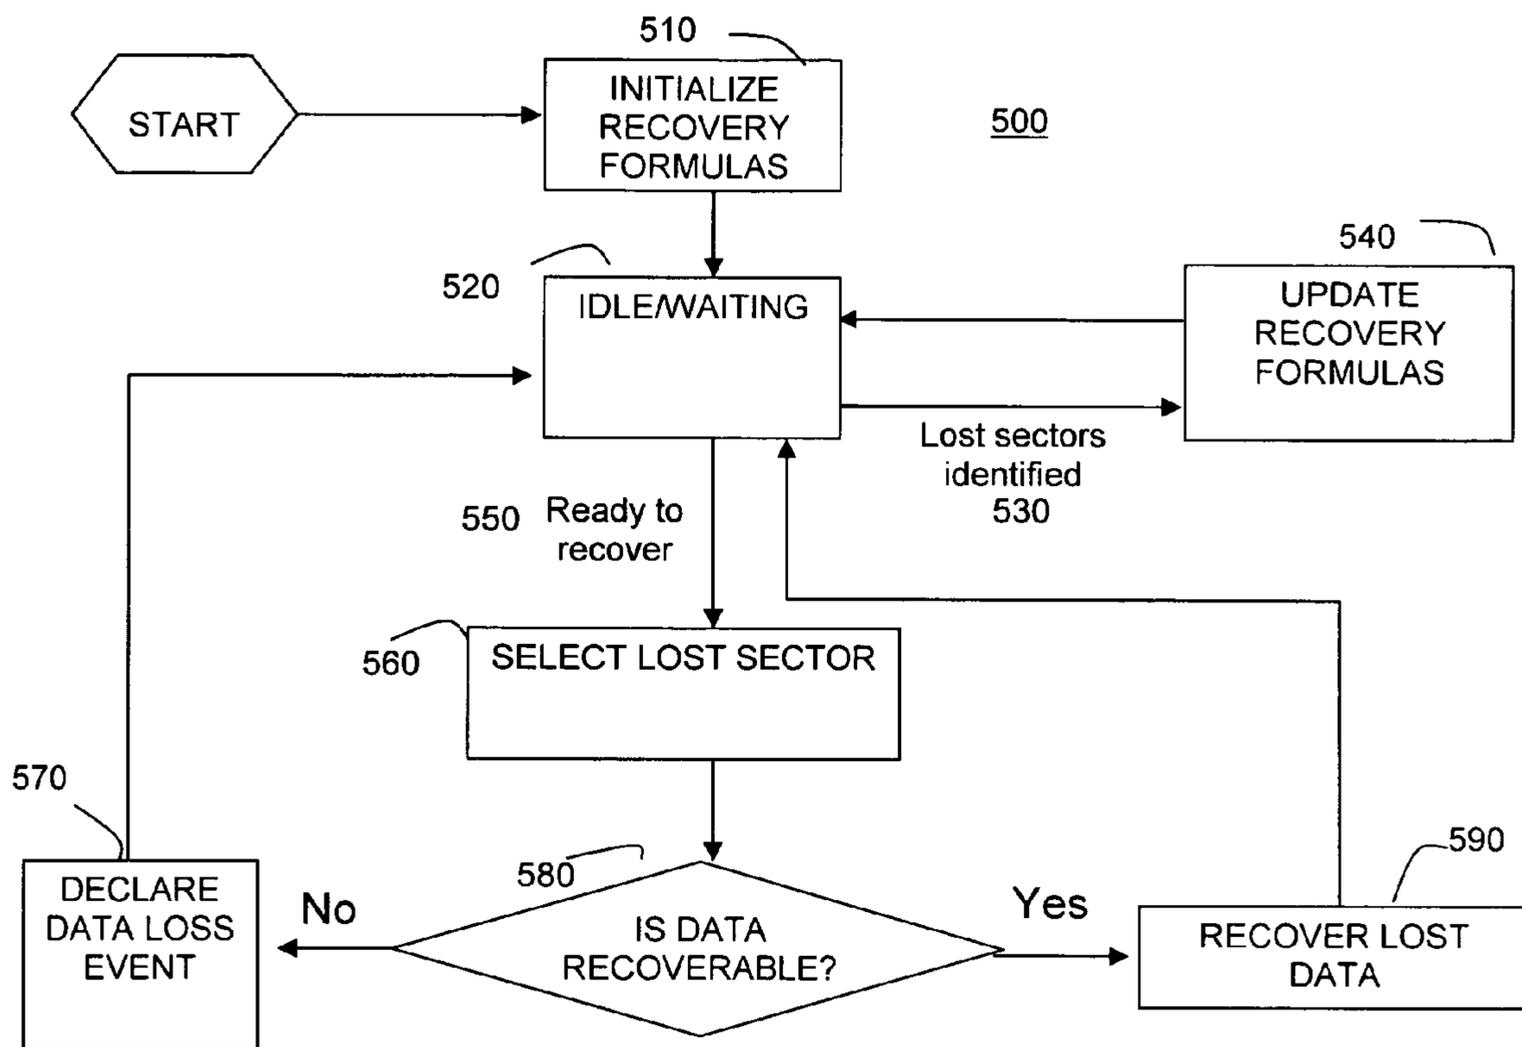 510
START
INITIALIZE
RECOVERY
FORMULAS
500
520
IDLE/WAITING
540
UPDATE
RECOVERY
FORMULAS
Lost sectors
identified
530
550
Ready to
recover
560
SELECT LOST SECTOR
570
DECLARE
DATA LOSS
EVENT
No
580
IS DATA
RECOVERABLE?
Yes
590
RECOVER LOST
DATA